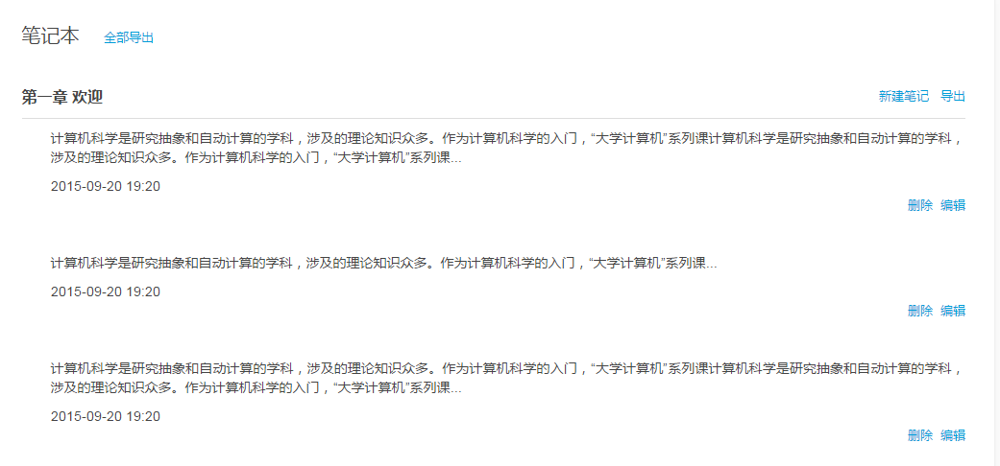 笔记本 全部导出
第一章 欢迎 新建笔记 导出
计算机科学是研究抽象和自动计算的学科，涉及的理论知识众多。作为计算机科学的入门，“大学计算机”系列课计算机科学是研究抽象和自动计算的学科，
涉及的理论知识众多。作为计算机科学的入门，“大学计算机”系列课...
2015-09-20 19:20
删除 编辑
计算机科学是研究抽象和自动计算的学科，涉及的理论知识众多。作为计算机科学的入门，“大学计算机”系列课...
2015-09-20 19:20
删除 编辑
计算机科学是研究抽象和自动计算的学科，涉及的理论知识众多。作为计算机科学的入门，“大学计算机”系列课计算机科学是研究抽象和自动计算的学科，
涉及的理论知识众多。作为计算机科学的入门，“大学计算机”系列课...
2015-09-20 19:20
删除 编辑